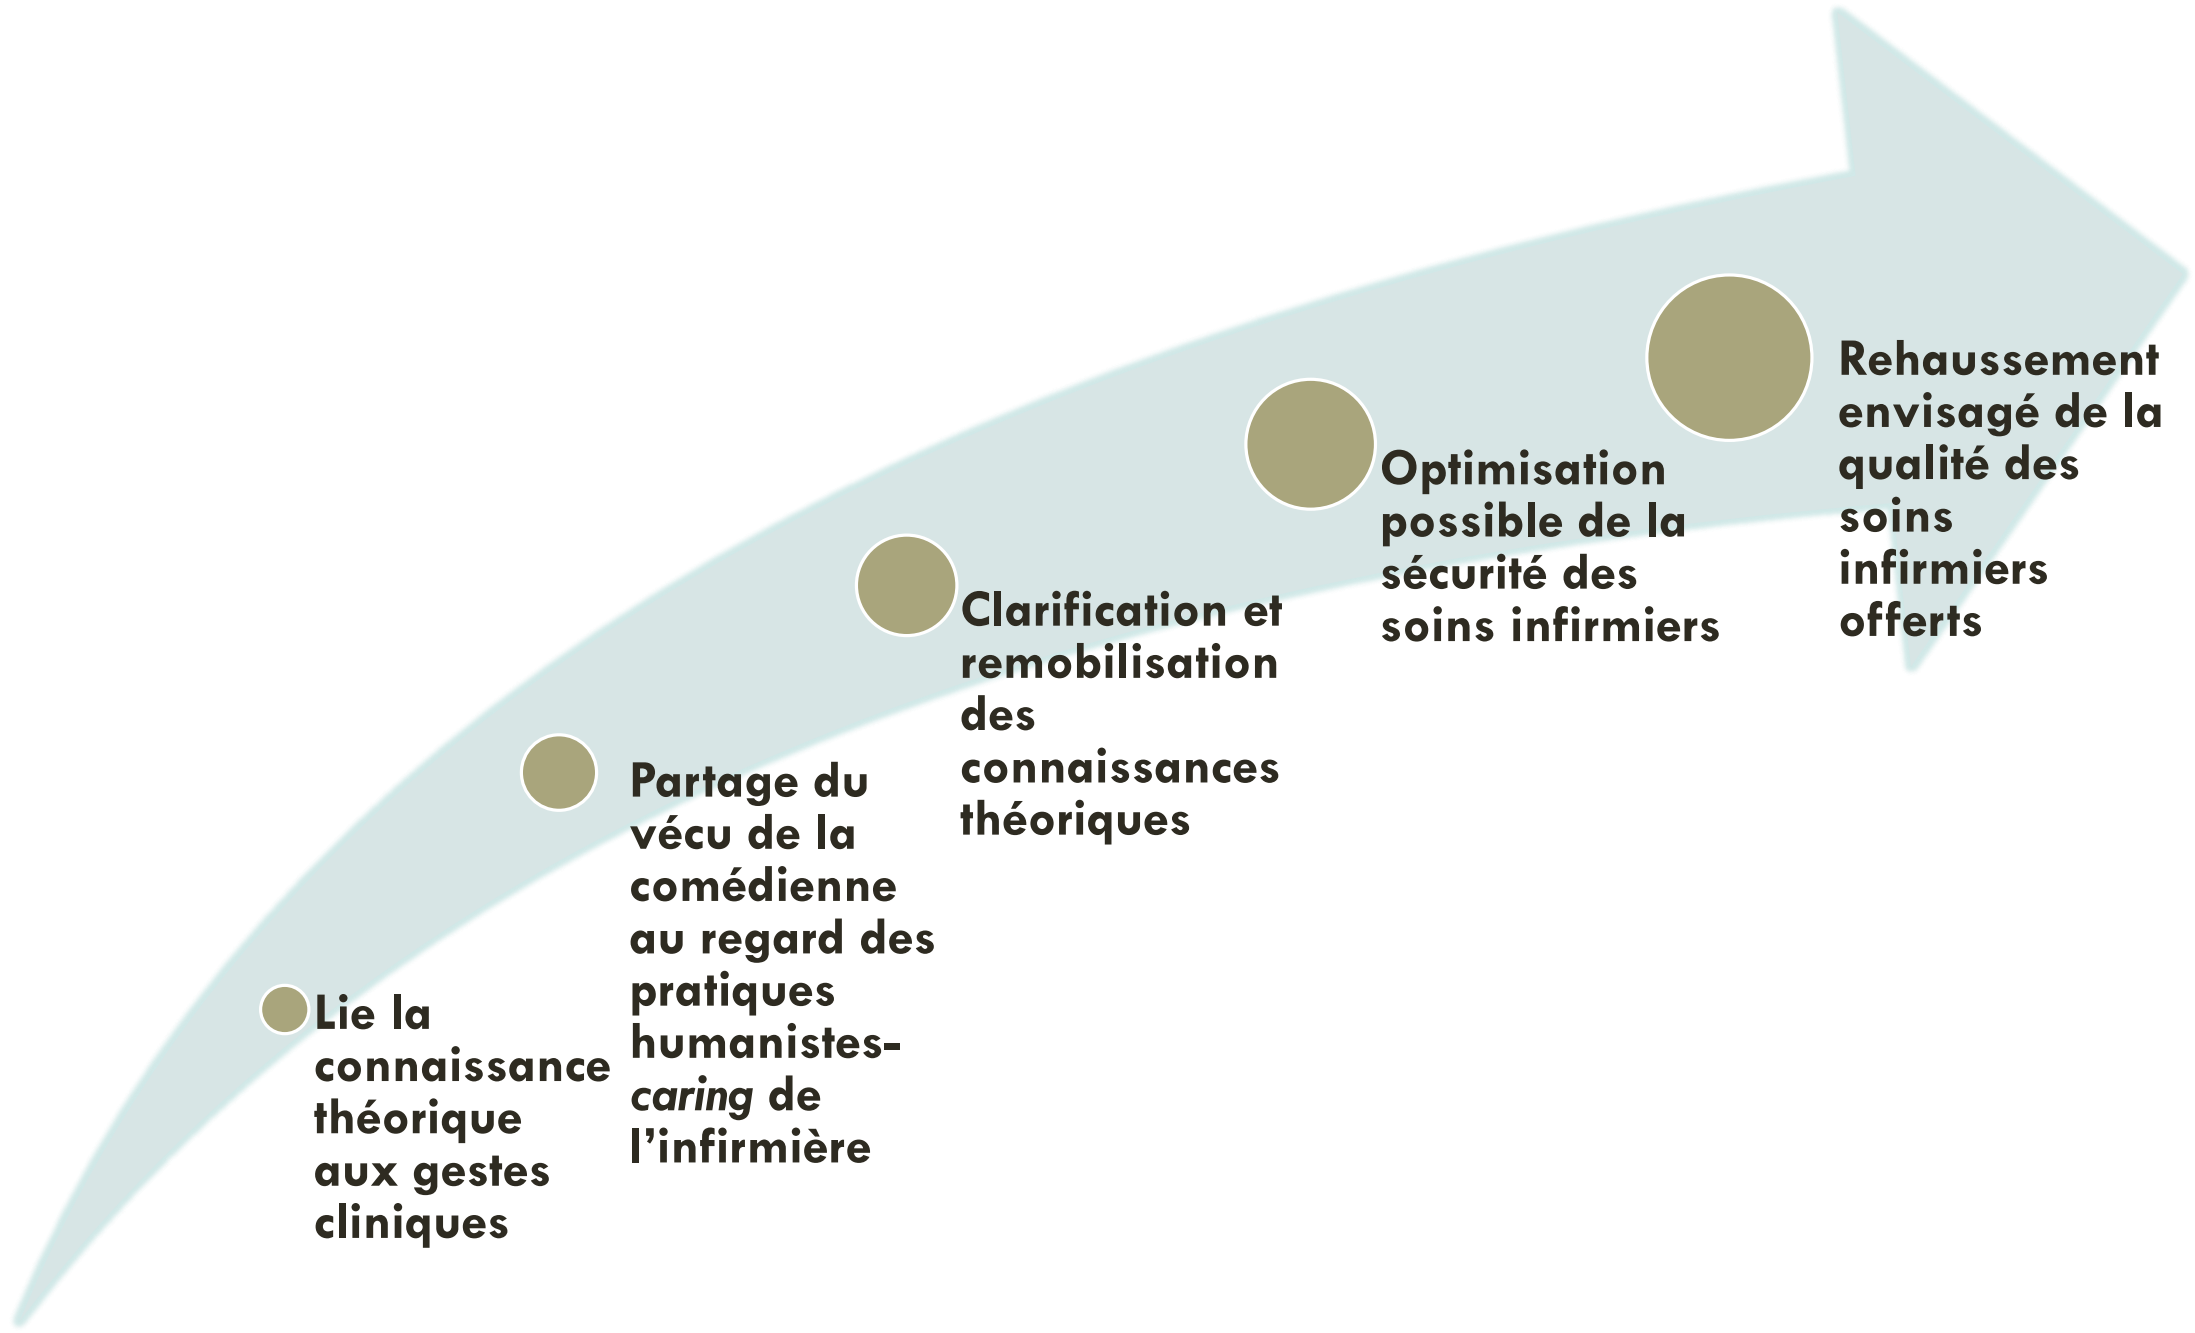 Lie la
connaissance
théorique
aux gestes
cliniques
Partage du
vécu de la
comédienne
au regard des
pratiques
humanistes-
caring de
l’infirmière
Clarification et
remobilisation
des
connaissances
théoriques
Optimisation
possible de la
sécurité des
soins infirmiers
Rehaussement
envisagé de la
qualité des
soins
infirmiers
offerts